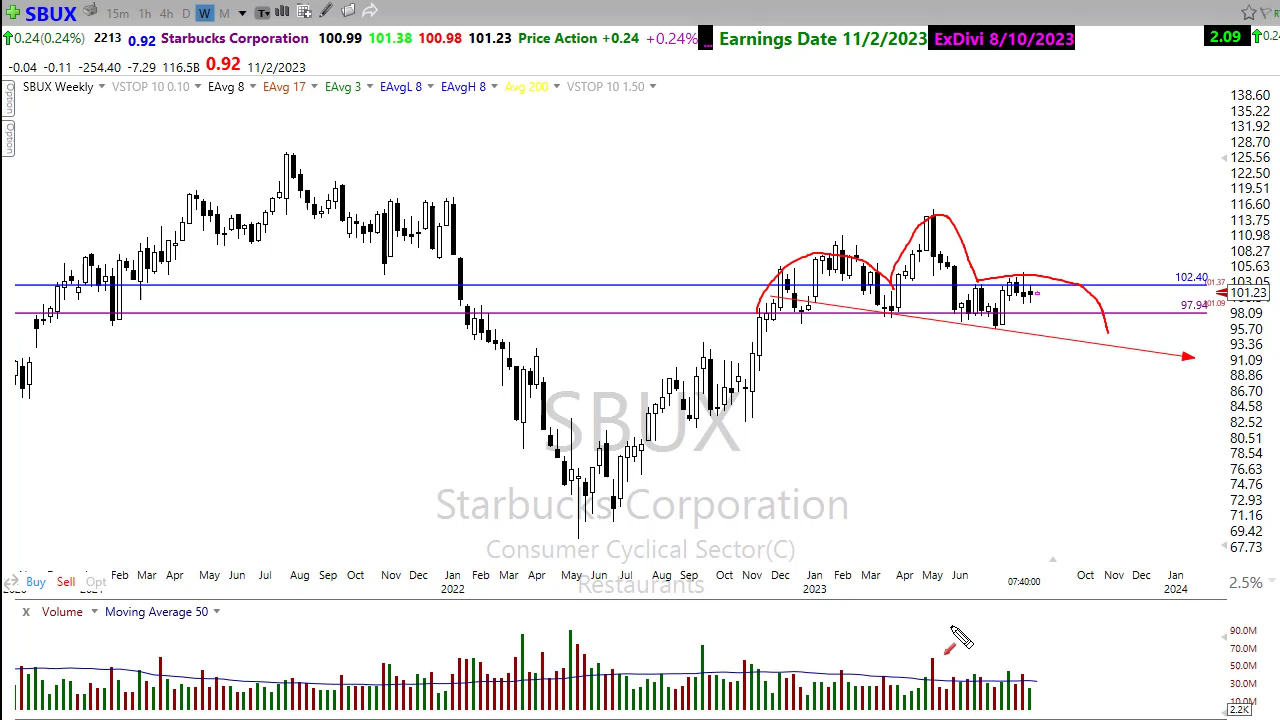 SBUX 15m 1h 4h D W M T
0.24(0.24%) 2213 0.92 Starbucks Corporation 100.99 101.38 100.98 101.23 Price Action +0.24 +0.24% ... Earnings Date 11/2/2023 ExDivi 8/10/2023 2.09
-0.04 -0.11 -254.40 -7.29 116.5B 0.92 11/2/2023
SBUX Weekly VSTOP 10 0.10 EAvg 8 EAvg 17 EAvg 3 EAvgL 8 EAvgH 8 Avg 200 VSTOP 10 1.50
Option
Option
138.60
135.22
131.92
128.70
125.56
122.50
119.51
116.60
113.75
110.98
108.27
105.63
102.40 103.05
101.23
97.94 98.09
95.70
93.36
91.09
88.86
86.70
84.58
82.52
80.51
78.54
76.63
74.76
72.93
71.16
69.42
67.73
SBUX
Starbucks Corporation
Consumer Cyclical Sector(C)
Restaurants
Feb Mar Apr May Jun Jul Aug Sep Oct Nov Dec Jan Feb Mar Apr May Jun Jul Aug Sep Oct Nov Dec Jan Feb Mar Apr May Jun 07:40:00 Oct Nov Dec Jan
Buy Sell Opt 2.5%
2022 2023 2024
X Volume Moving Average 50
90.0M
70.0M
50.0M
30.0M
10.0M
2.2K